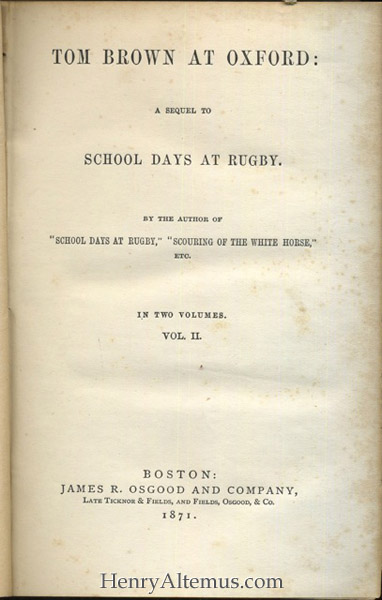 TOM BROWN AT OXFORD:
A SEQUEL TO
SCHOOL DAYS AT RUGBY.
BY THE AUTHOR OF
"SCHOOL DAYS AT RUGBY," "SCOURING OF THE WHITE HORSE,"
ETC.
IN TWO VOLUMES.
VOL. II.
BOSTON:
JAMES R. OSGOOD AND COMPANY,
LATE TICKNOR & FIELDS, AND FIELDS, OSGOOD, & CO.
1871.
HenryAltemus.com